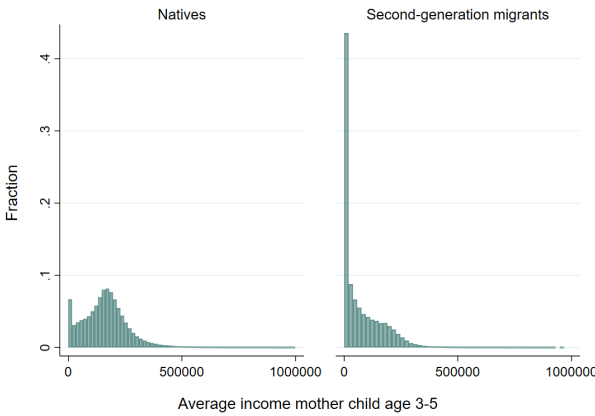 Natives
Second-generation migrants
Fraction
.4
.3
.2
.1
0
0 500000 1000000
0 500000 1000000
Average income mother child age 3-5